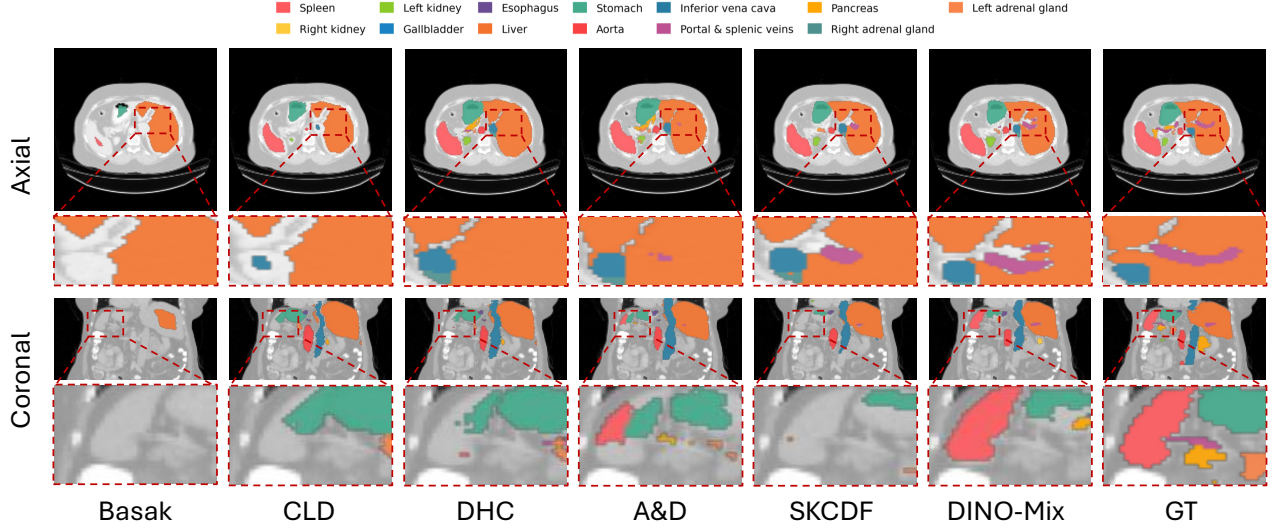 Spleen Left kidney Esophagus Stomach Inferior vena cava Pancreas Left adrenal gland
Right kidney Gallbladder Liver Aorta Portal & splenic veins Right adrenal gland
Axial
Coronal
Basak CLD DHC A&D SKCDF DINO-Mix GT